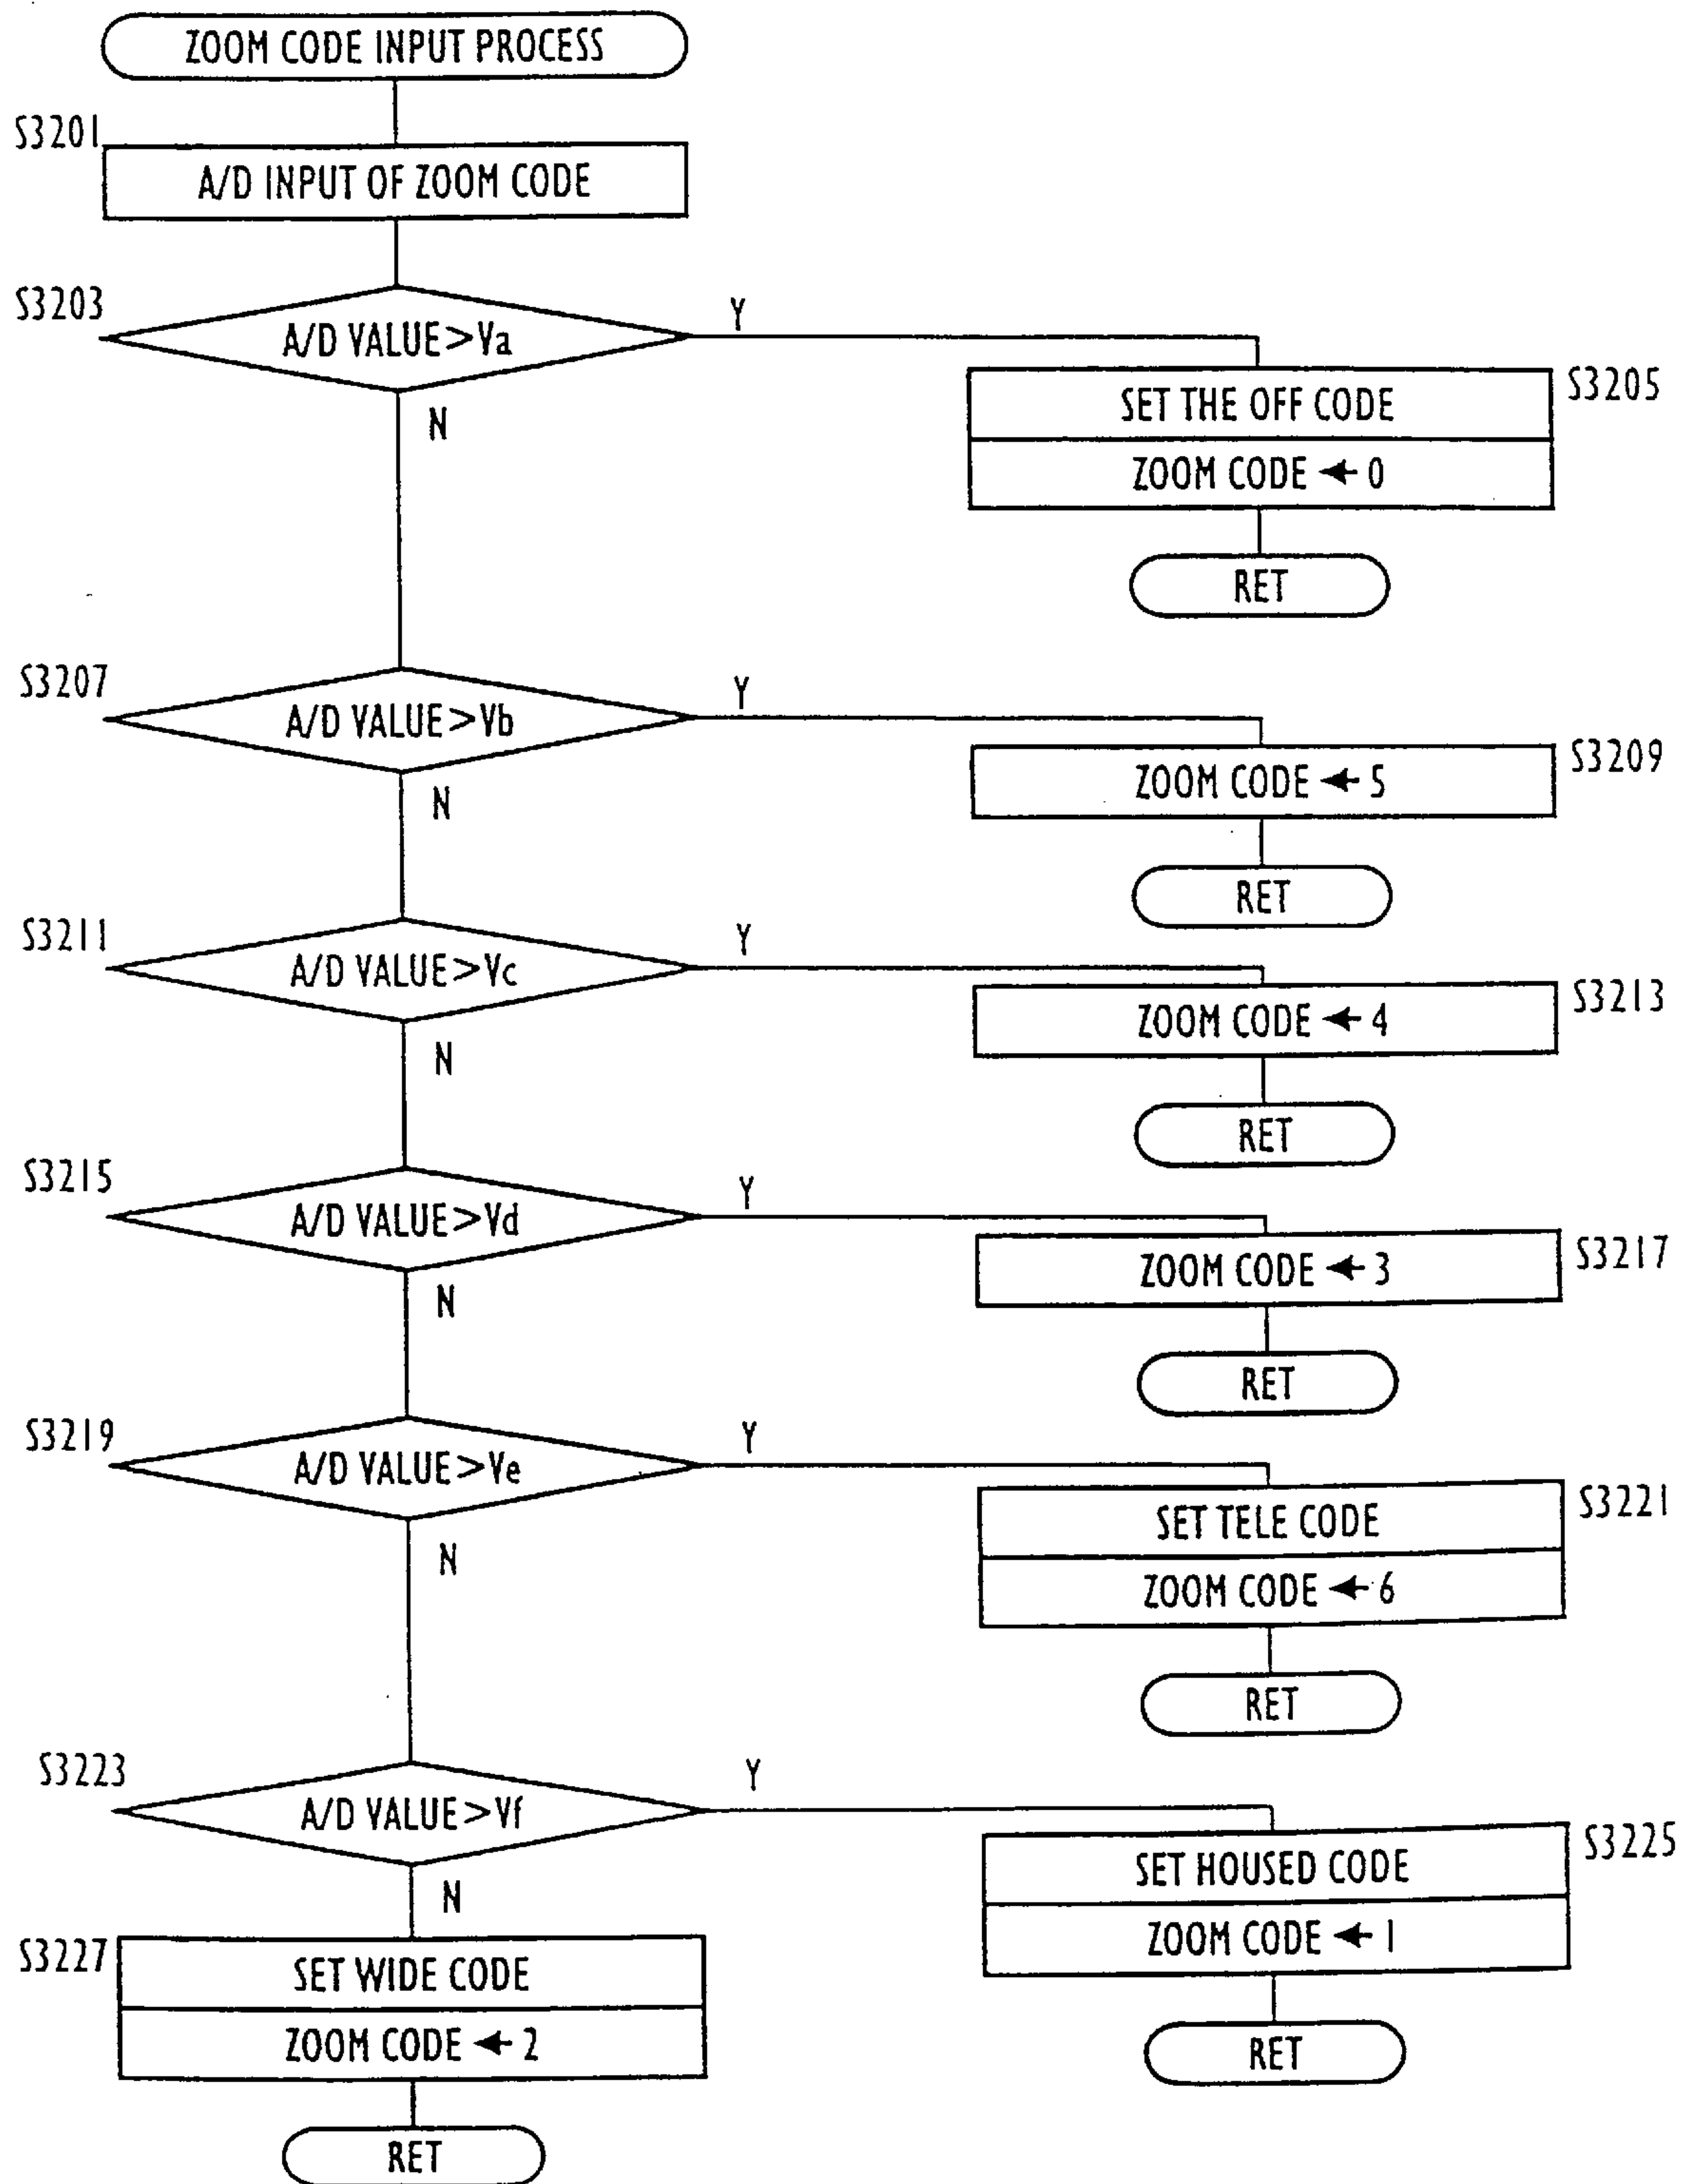 ZOOM CODE INPUT PROCESS
S3201
A/D INPUT OF ZOOM CODE
S3203
A/D VALUE>Va
Y
N
S3205
SET THE OFF CODE
ZOOM CODE ← 0
RET
S3207
A/D VALUE>Vb
Y
N
S3209
ZOOM CODE ← 5
RET
S3211
A/D VALUE>Vc
Y
N
S3213
ZOOM CODE ← 4
RET
S3215
A/D VALUE>Vd
Y
N
S3217
ZOOM CODE ← 3
RET
S3219
A/D VALUE>Ve
Y
N
S3221
SET TELE CODE
ZOOM CODE ← 6
RET
S3223
A/D VALUE>Vf
Y
N
S3225
SET HOUSED CODE
ZOOM CODE ← 1
RET
S3227
SET WIDE CODE
ZOOM CODE ← 2
RET